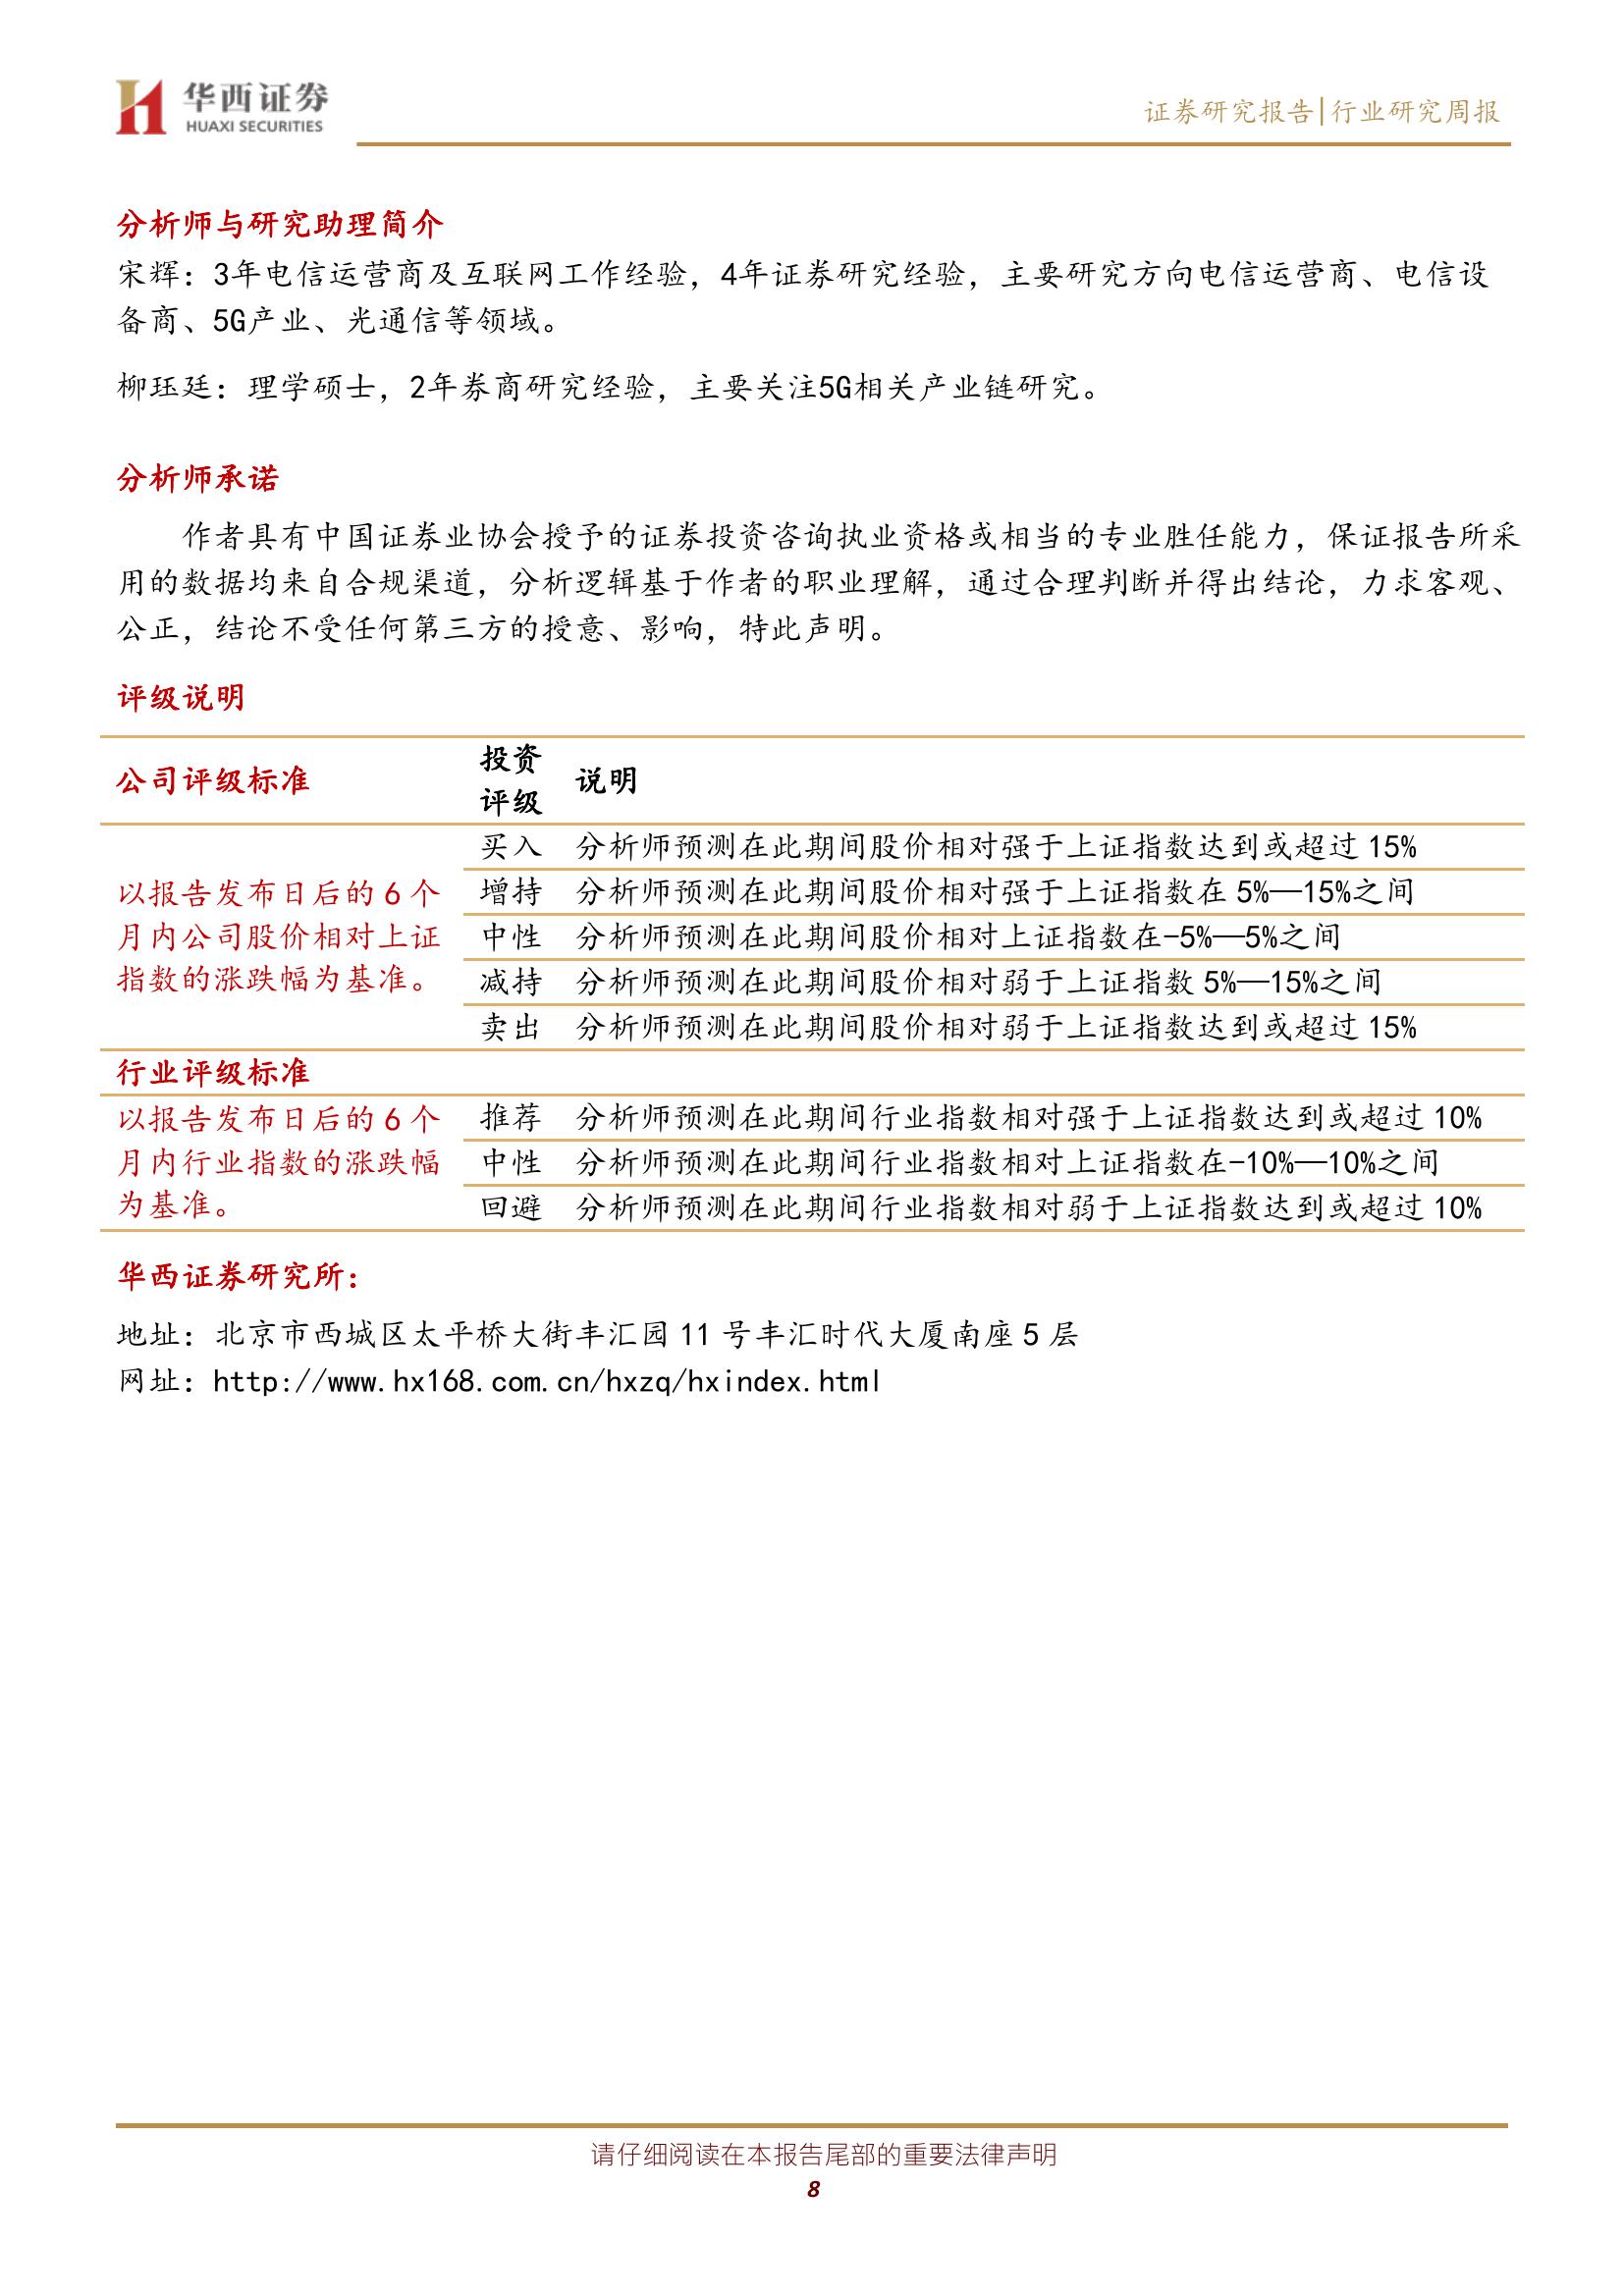 华西证券
HUAXI SECURITIES
证券研究报告|行业研究周报
分析师与研究助理简介
宋辉：3年电信运营商及互联网工作经验，4年证券研究经验，主要研究方向电信运营商、电信设
备商、5G产业、光通信等领域。
柳珏廷：理学硕士，2年券商研究经验，主要关注5G相关产业链研究。
分析师承诺
作者具有中国证券业协会授予的证券投资咨询执业资格或相当的专业胜任能力，保证报告所采
用的数据均来自合规渠道，分析逻辑基于作者的职业理解，通过合理判断并得出结论，力求客观、
公正，结论不受任何第三方的授意、影响，特此声明。
评级说明
公司评级标准 投资评级 说明
以报告发布日后的 6 个
月内公司股价相对上证
指数的涨跌幅为基准。
买入 分析师预测在此期间股价相对强于上证指数达到或超过 15%
增持 分析师预测在此期间股价相对强于上证指数在 5%—15%之间
中性 分析师预测在此期间股价相对上证指数在-5%—5%之间
减持 分析师预测在此期间股价相对弱于上证指数 5%—15%之间
卖出 分析师预测在此期间股价相对弱于上证指数达到或超过 15%
行业评级标准
以报告发布日后的 6 个
月内行业指数的涨跌幅
为基准。
推荐 分析师预测在此期间行业指数相对强于上证指数达到或超过 10%
中性 分析师预测在此期间行业指数相对上证指数在-10%—10%之间
回避 分析师预测在此期间行业指数相对弱于上证指数达到或超过 10%
华西证券研究所：
地址：北京市西城区太平桥大街丰汇园 11 号丰汇时代大厦南座 5 层
网址：http://www.hx168.com.cn/hxzq/hxindex.html
请仔细阅读在本报告尾部的重要法律声明
8